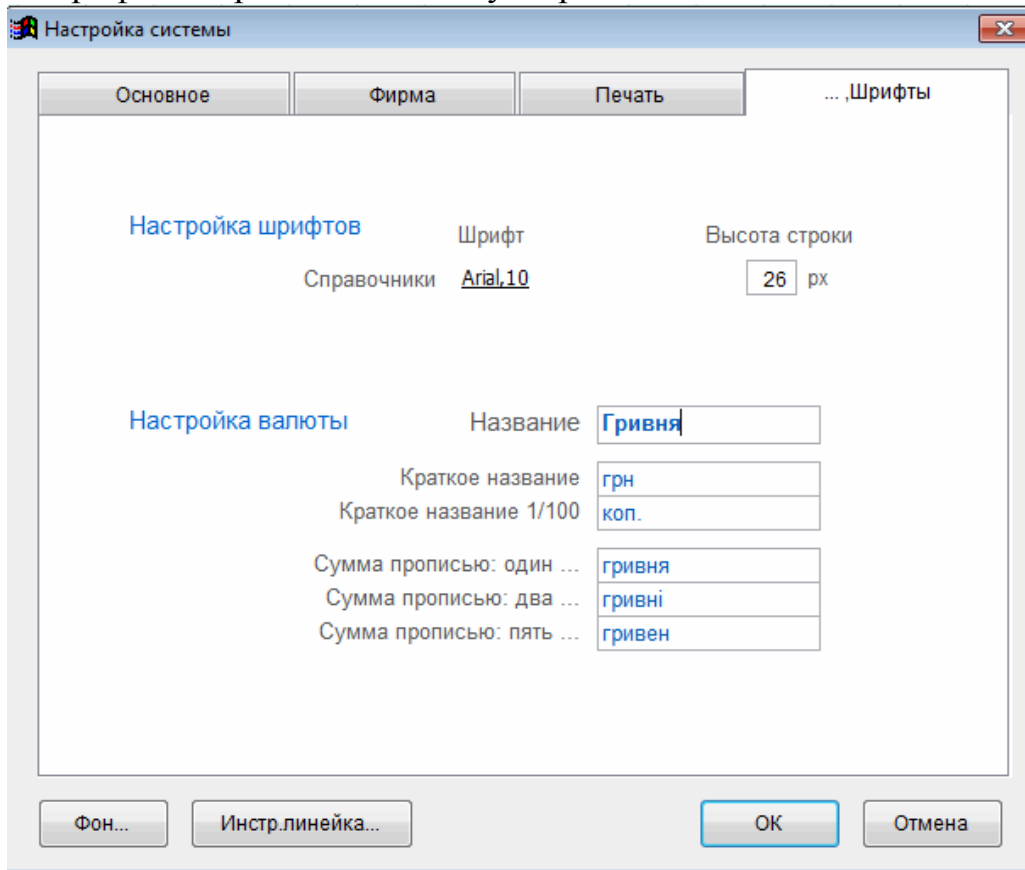 Настройка системы
Основное Фирма Печать ... ,Шрифты
Настройка шрифтов Шрифт Высота строки
Справочники Arial,10 26 px
Настройка валюты Название Гривня
Краткое название грн
Краткое название 1/100 коп.
Сумма прописью: один ... гривня
Сумма прописью: два ... гривні
Сумма прописью: пять ... гривен
Фон... Инстр.линейка... ОК Отмена